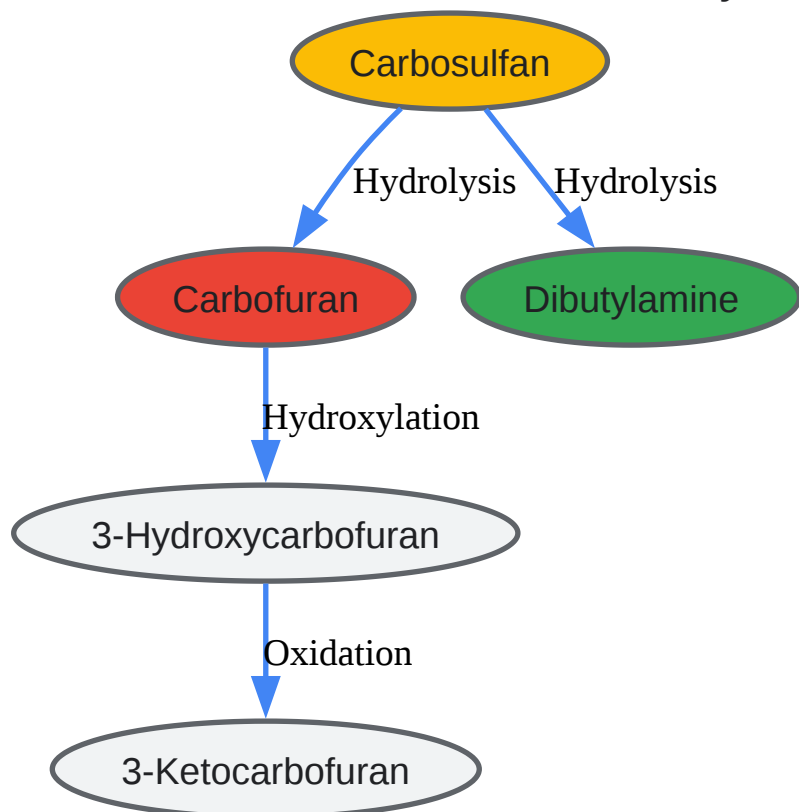 Carbosulfan
Hydrolysis Hydrolysis
Carbofuran Dibutylamine
Hydroxylation
3-Hydroxycarbofuran
Oxidation
3-Ketocarbofuran